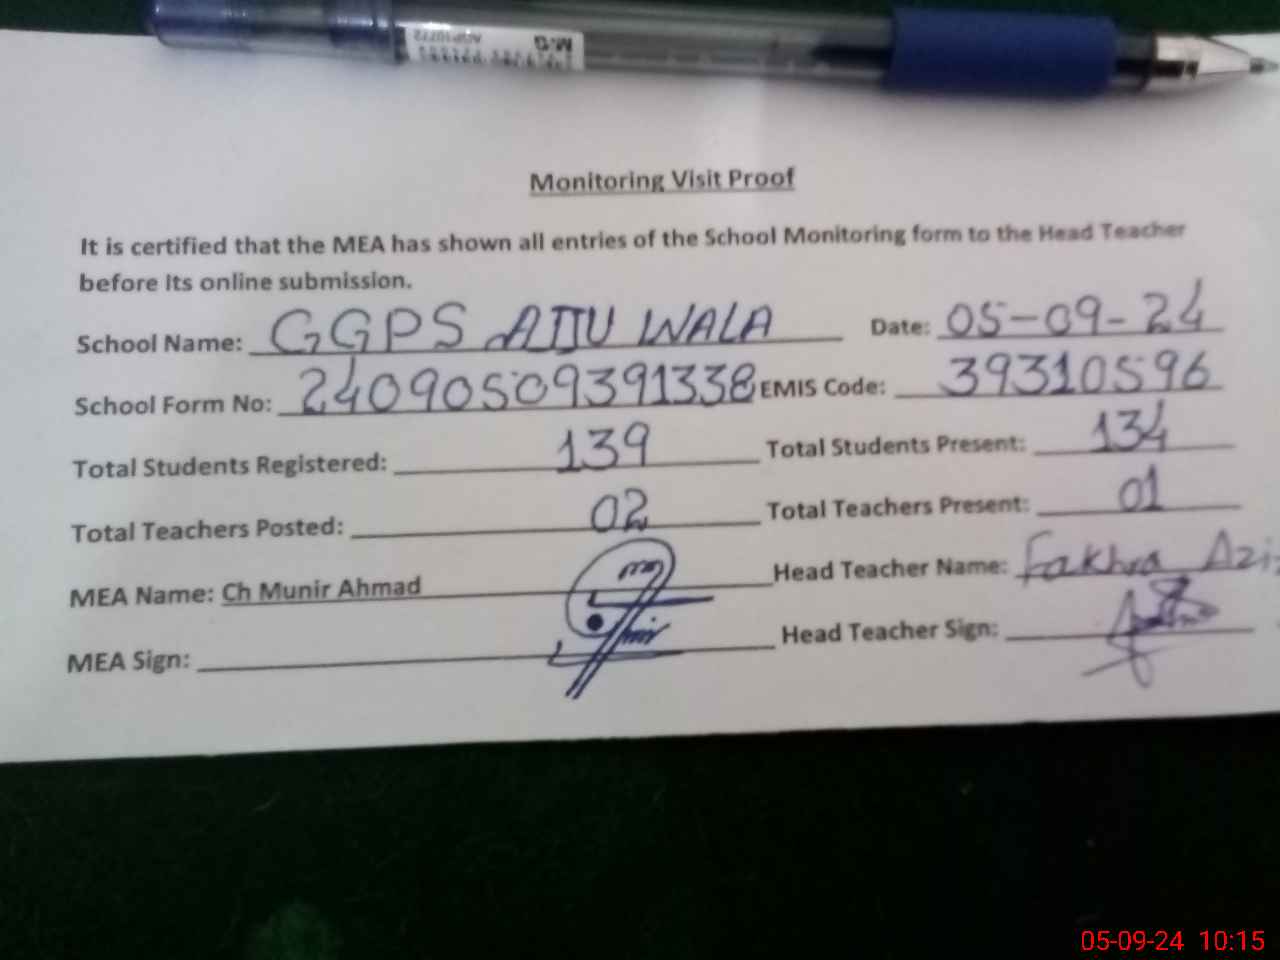 M.G
Monitoring Visit Proof
It is certified that the MEA has shown all entries of the School Monitoring form to the Head Teacher
before its online submission.
School Name: GGPS AJJU WALA Date: 05-09-24
School Form No: 24090509391338 EMIS Code: 39310596
Total Students Registered: 139 Total Students Present: 134
Total Teachers Posted: 02 Total Teachers Present: 01
MEA Name: Ch Munir Ahmad Head Teacher Name: Fakhra Aziz
MEA Sign: Head Teacher Sign:
05-09-24 10:15